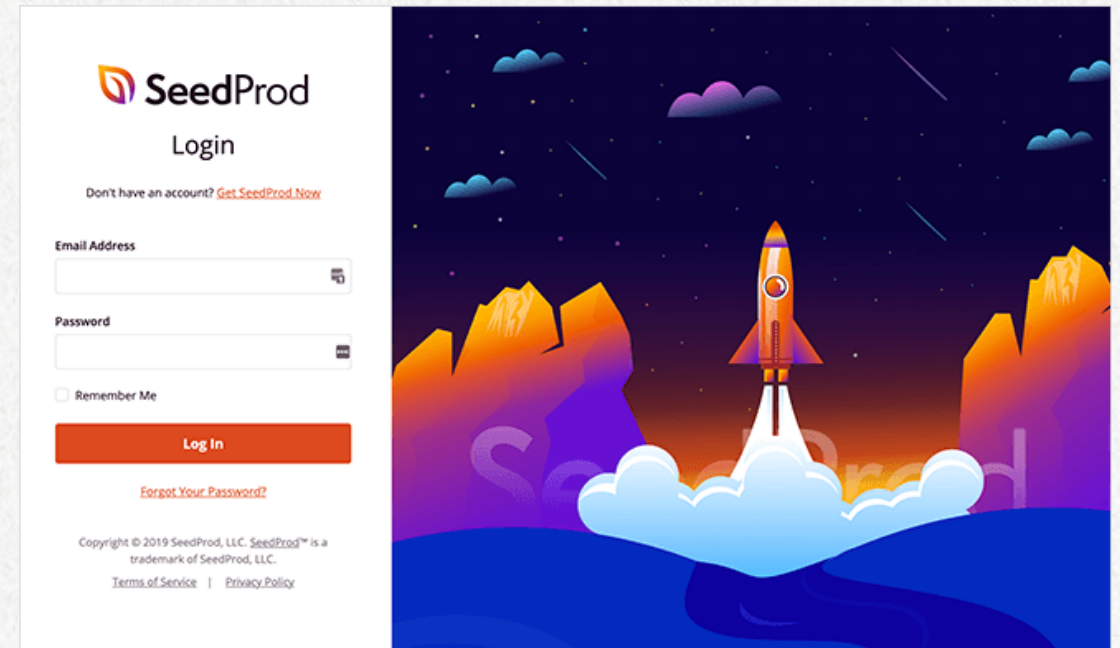 SeedProd
Login
Don't have an account? Get SeedProd Now
Email Address
Password
Remember Me
Log In
Forgot Your Password?
Copyright © 2019 SeedProd, LLC. SeedProd™ is a
trademark of SeedProd, LLC.
Terms of Service | Privacy Policy
SeedProd